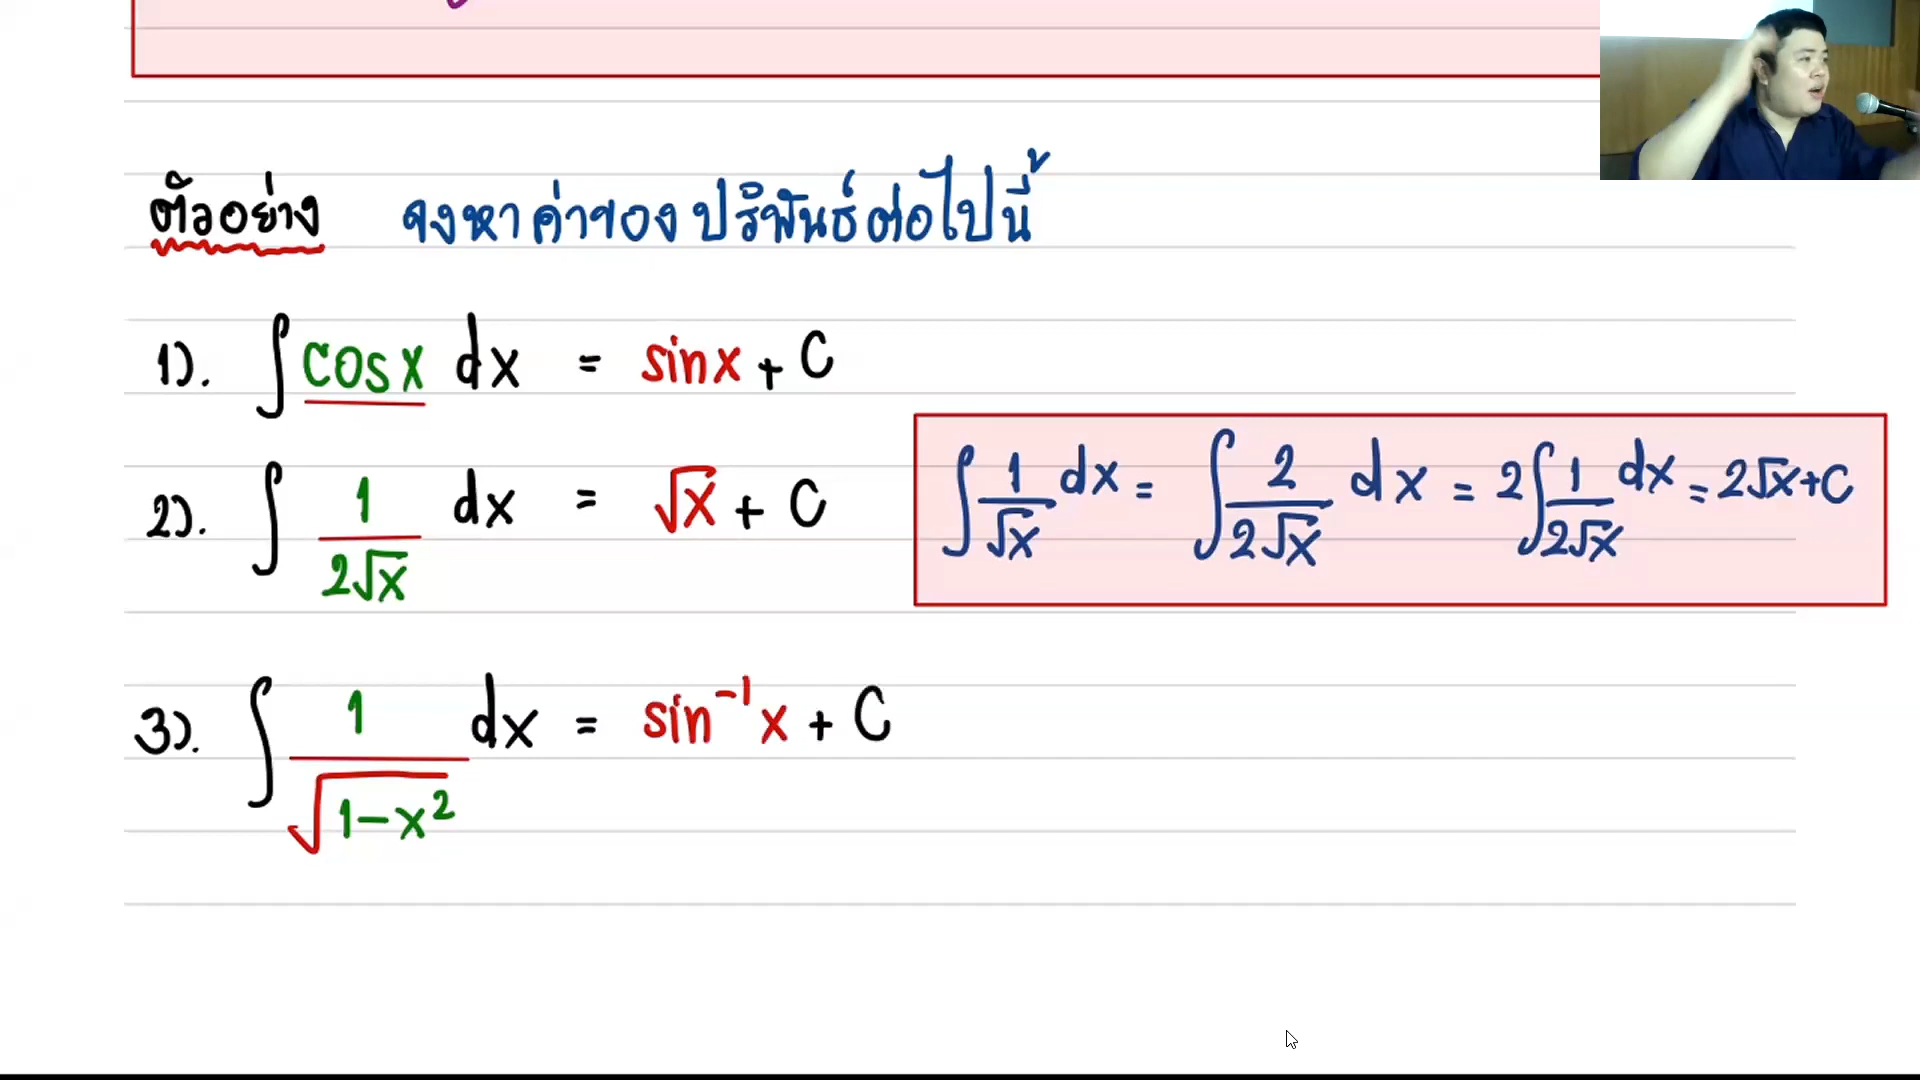 ตัวอย่าง จงหาค่าของปริพันธ์ต่อไปนี้
1). ∫ cos x dx = sin x + C
2). ∫ 1/(2√x) dx = √x + C
∫ 1/√x dx = ∫ 2/(2√x) dx = 2∫ 1/(2√x) dx = 2√x + C
3). ∫ 1/√(1-x²) dx = sin⁻¹x + C